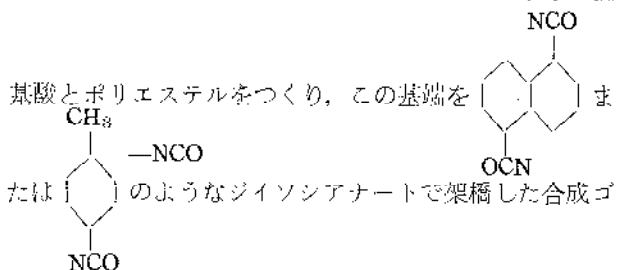 NCO
基酸とポリエステルをつくり，この基端を ま
OCN
CH₃
—NCO
たは のようなジイソシアナートで架橋した合成ゴ
NCO